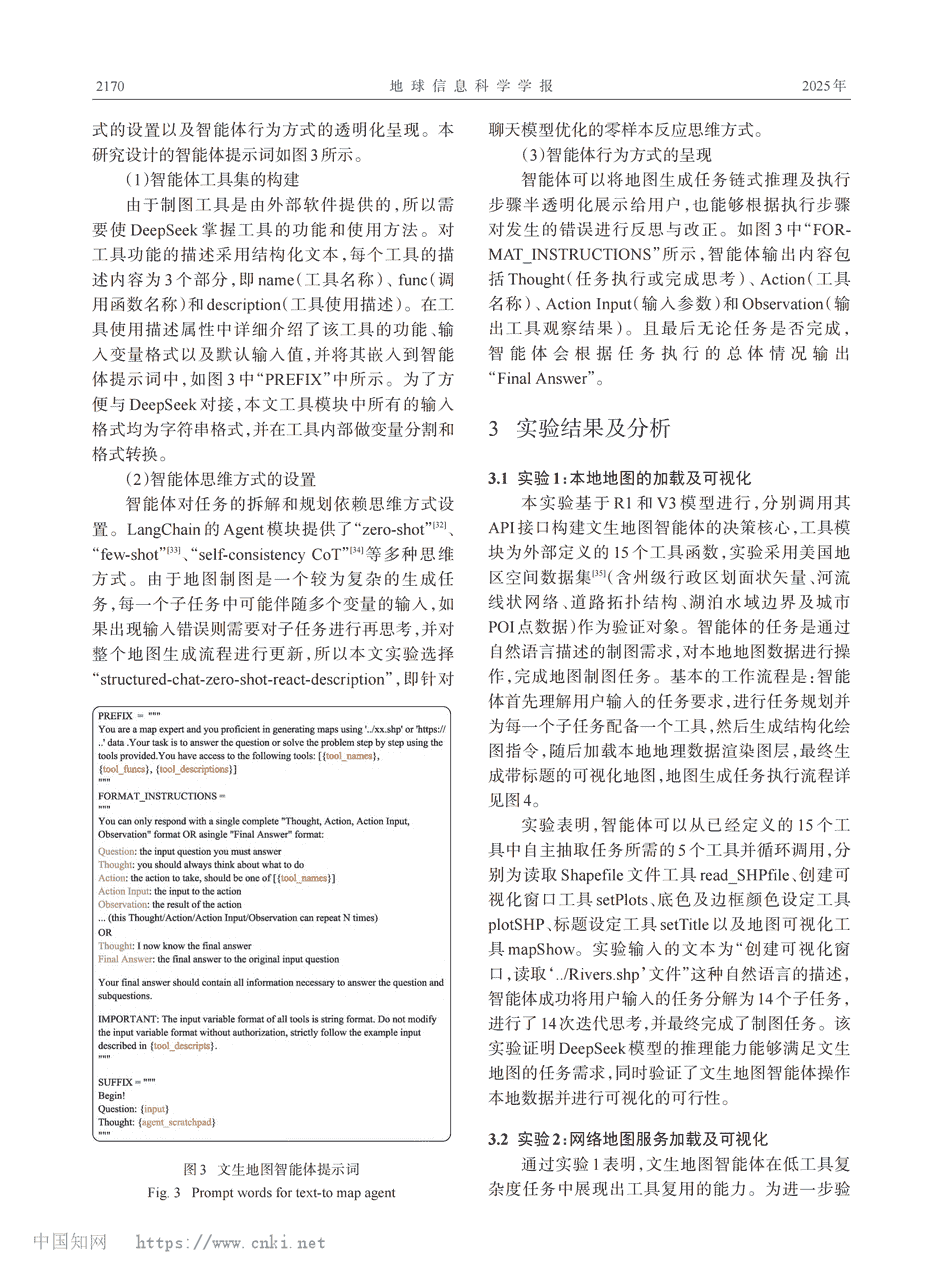 2170
地球信息科学学报
2025年
式的设置以及智能体行为方式的透明化呈现。本
研究设计的智能体提示词如图3所示。
(1)智能体工具集的构建
由于制图工具是由外部软件提供的,所以需
要使DeepSeek掌握工具的功能和使用方法。对
工具功能的描述采用结构化文本,每个工具的描
述内容为3个部分,即name(工具名称)、func(调
用函数名称)和description(工具使用描述)。在工
具使用描述属性中详细介绍了该工具的功能、输
入变量格式以及默认输入值,并将其嵌入到智能
体提示词中,如图3中“PREFIX”中所示。为了方
便与DeepSeek对接,本文工具模块中所有的输入
格式均为字符串格式,并在工具内部做变量分割和
格式转换。
(2)智能体思维方式的设置
智能体对任务的拆解和规划依赖思维方式设
置。LangChain的Agent模块提供了“zero-shot”[32]、
“few-shot”[33]、“self-consistency CoT”[34]等多种思维
方式。由于地图制图是一个较为复杂的生成任
务,每一个子任务中可能伴随多个变量的输入,如
果出现输入错误则需要对子任务进行再思考,并对
整个地图生成流程进行更新,所以本文实验选择
“structured-chat-zero-shot-react-description”,即针对
PREFIX = """
You are a map expert and you proficient in generating maps using '../xx.shp' or 'https://
..' data .Your task is to answer the question or solve the problem step by step using the
tools provided.You have access to the following tools: [{tool_names},
{tool_funcs}, {tool_descriptions}]
"""
FORMAT_INSTRUCTIONS =
"""
You can only respond with a single complete "Thought, Action, Action Input,
Observation" format OR asingle "Final Answer" format:
Question: the input question you must answer
Thought: you should always think about what to do
Action: the action to take, should be one of [{tool_names}]
Action Input: the input to the action
Observation: the result of the action
... (this Thought/Action/Action Input/Observation can repeat N times)
OR
Thought: I now know the final answer
Final Answer: the final answer to the original input question
Your final answer should contain all information necessary to answer the question and
subquestions.
IMPORTANT: The input variable format of all tools is string format. Do not modify
the input variable format without authorization, strictly follow the example input
described in {tool_descripts}.
"""
SUFFIX = """
Begin!
Question: {input}
Thought: {agent_scratchpad}
"""
图3 文生地图智能体提示词
Fig. 3 Prompt words for text-to map agent
聊天模型优化的零样本反应思维方式。
(3)智能体行为方式的呈现
智能体可以将地图生成任务链式推理及执行
步骤半透明化展示给用户,也能够根据执行步骤
对发生的错误进行反思与改正。如图3中“FOR-
MAT_INSTRUCTIONS”所示,智能体输出内容包
括Thought(任务执行或完成思考)、Action(工具
名称)、Action Input(输入参数)和Observation(输
出工具观察结果)。且最后无论任务是否完成,
智能体会根据任务执行的总体情况输出
“Final Answer”。
3 实验结果及分析
3.1 实验1:本地地图的加载及可视化
本实验基于R1和V3模型进行,分别调用其
API接口构建文生地图智能体的决策核心,工具模
块为外部定义的15个工具函数,实验采用美国地
区空间数据集[35](含州级行政区划面状矢量、河流
线状网络、道路拓扑结构、湖泊水域边界及城市
POI点数据)作为验证对象。智能体的任务是通过
自然语言描述的制图需求,对本地地图数据进行操
作,完成地图制图任务。基本的工作流程是:智能
体首先理解用户输入的任务要求,进行任务规划并
为每一个子任务配备一个工具,然后生成结构化绘
图指令,随后加载本地地理数据渲染图层,最终生
成带标题的可视化地图,地图生成任务执行流程详
见图4。
实验表明,智能体可以从已经定义的15个工
具中自主抽取任务所需的5个工具并循环调用,分
别为读取Shapefile文件工具read_SHPfile、创建可
视化窗口工具setPlots、底色及边框颜色设定工具
plotSHP、标题设定工具setTitle以及地图可视化工
具mapShow。实验输入的文本为“创建可视化窗
口,读取‘../Rivers.shp’文件”这种自然语言的描述,
智能体成功将用户输入的任务分解为14个子任务,
进行了14次迭代思考,并最终完成了制图任务。该
实验证明DeepSeek模型的推理能力能够满足文生
地图的任务需求,同时验证了文生地图智能体操作
本地数据并进行可视化的可行性。
3.2 实验2:网络地图服务加载及可视化
通过实验1表明,文生地图智能体在低工具复
杂度任务中展现出工具复用的能力。为进一步验
中国知网 https://www.cnki.net